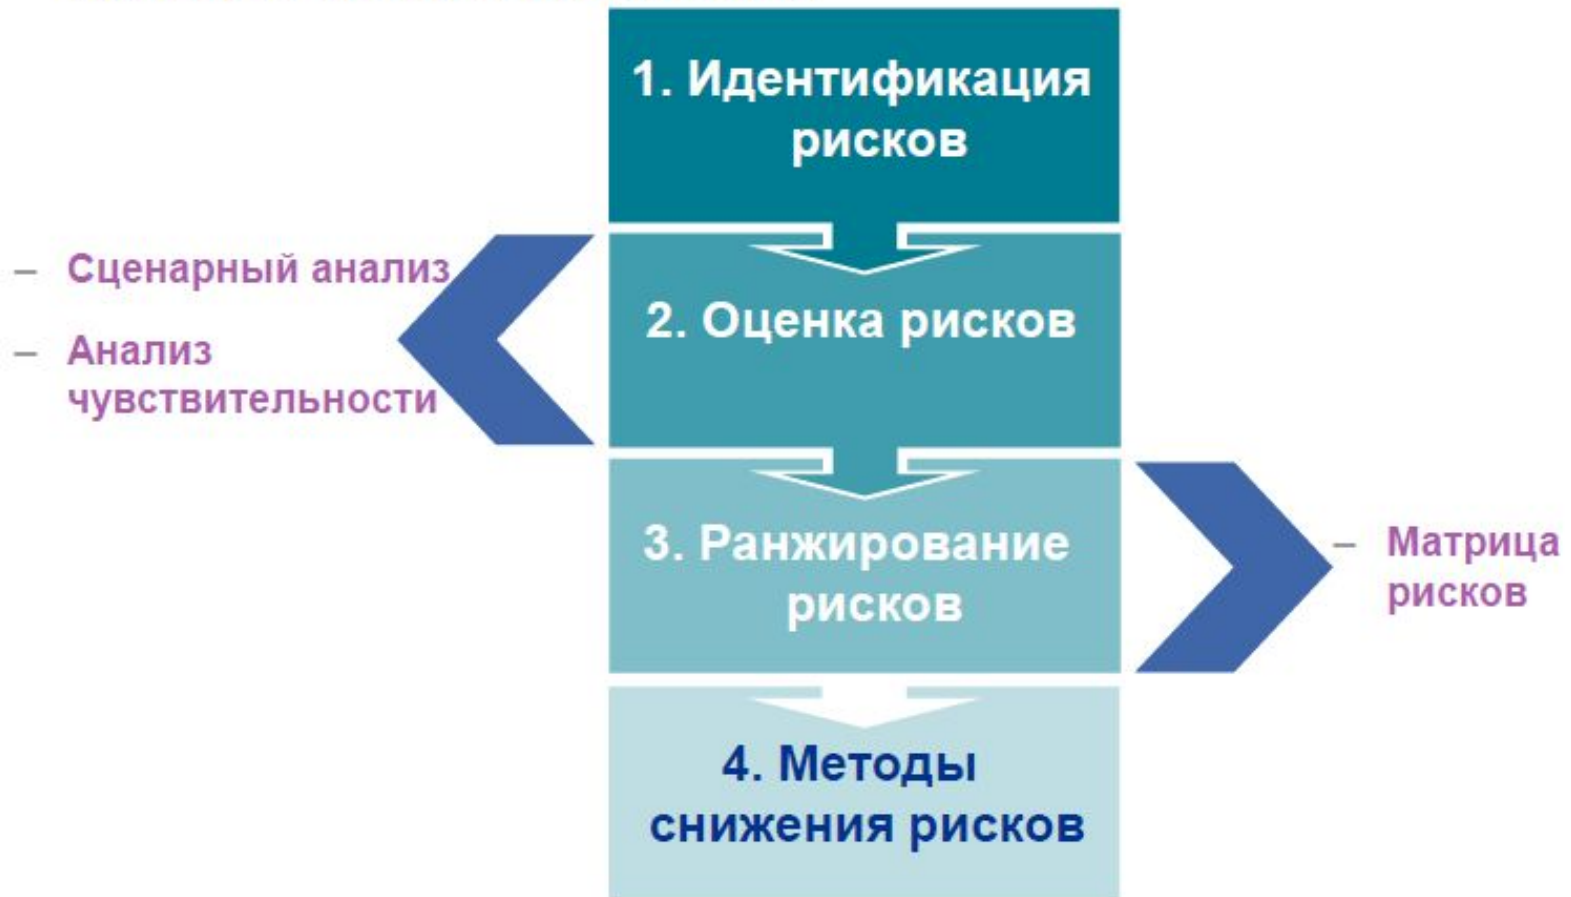 1. Идентификация
рисков
– Сценарный анализ
– Анализ
чувствительности
2. Оценка рисков
3. Ранжирование
рисков
– Матрица
рисков
4. Методы
снижения рисков